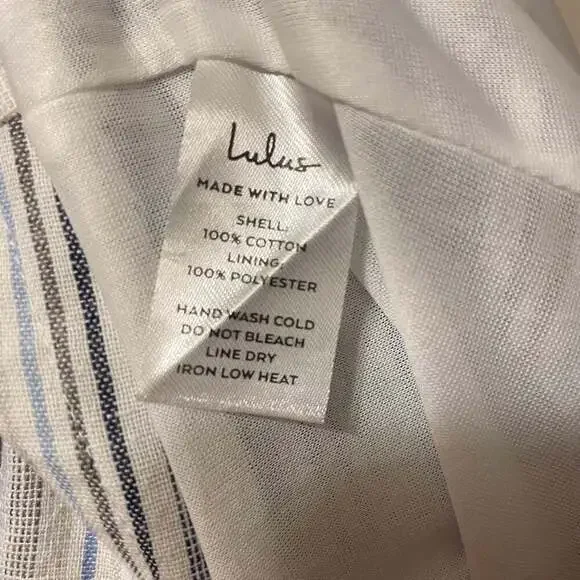 Lulus
MADE WITH LOVE
SHELL:
100% COTTON
LINING:
100% POLYESTER
HAND WASH COLD
DO NOT BLEACH
LINE DRY
IRON LOW HEAT